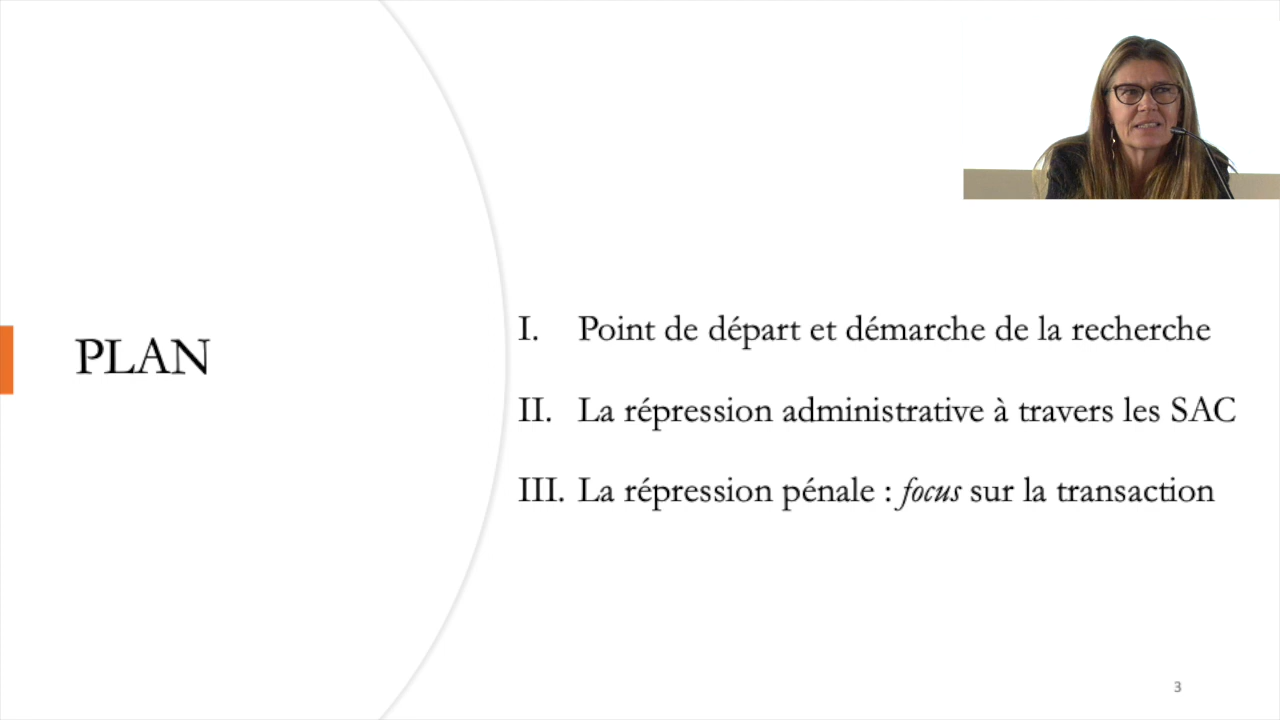 PLAN
I. Point de départ et démarche de la recherche
II. La répression administrative à travers les SAC
III. La répression pénale : focus sur la transaction
3